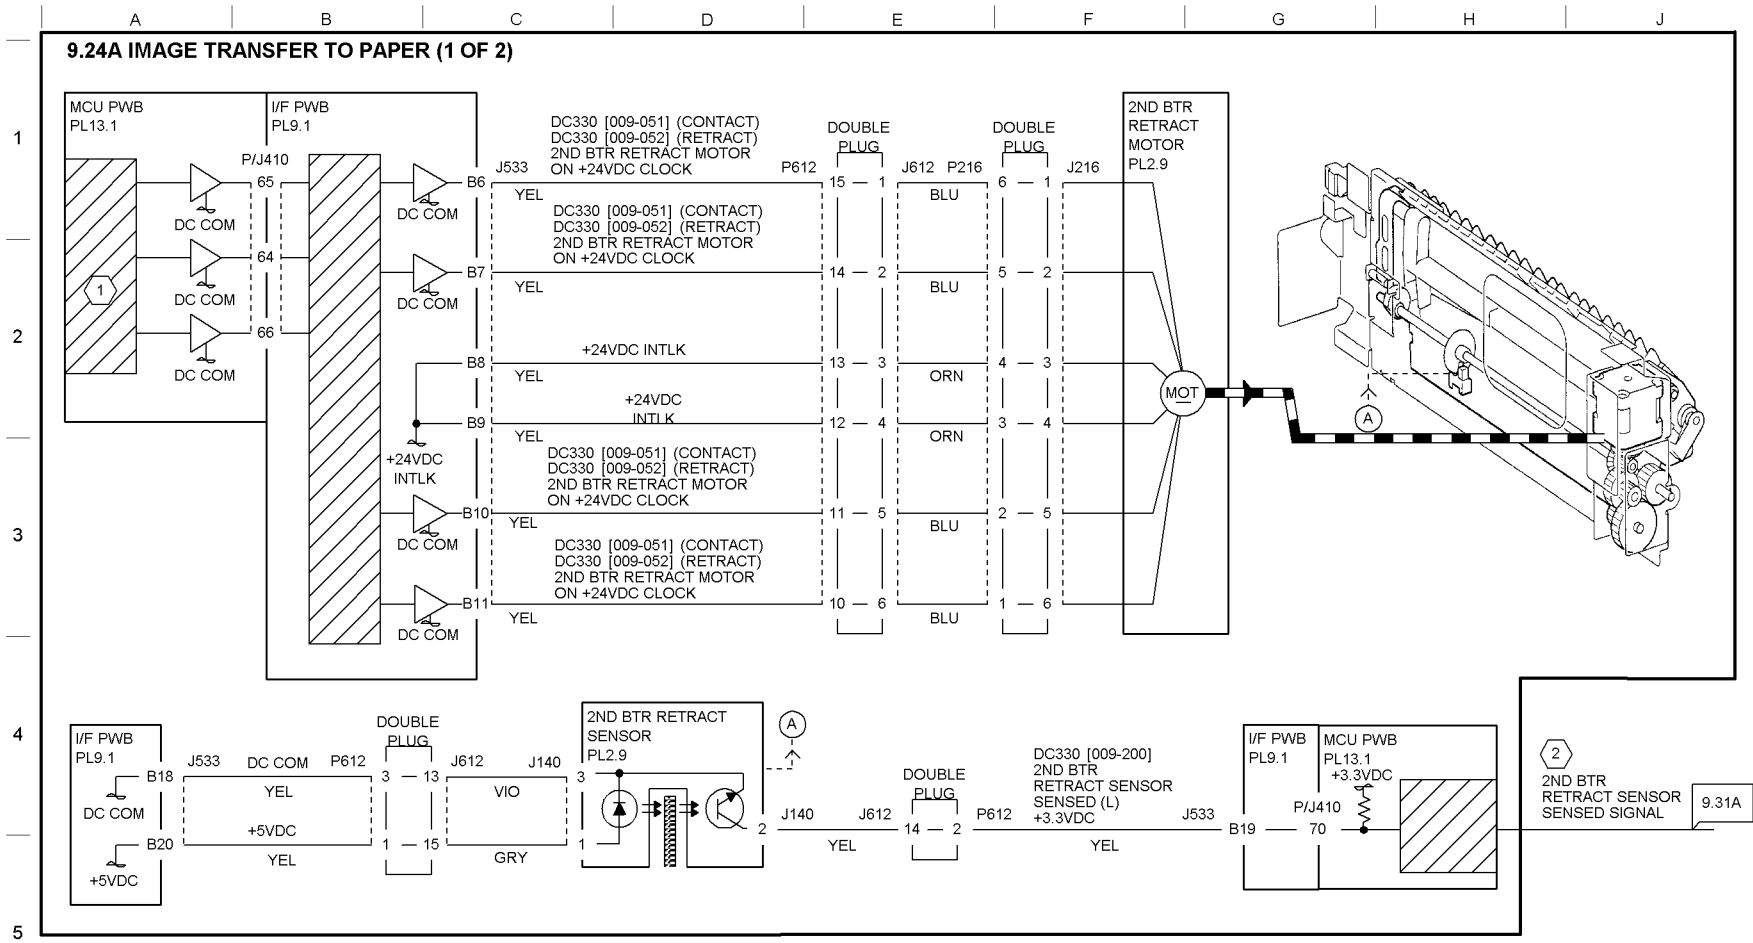 A B C D E F G H J
9.24A IMAGE TRANSFER TO PAPER (1 OF 2)
1
2
3
4
5
MCU PWB
PL13.1
1
DC COM
DC COM
DC COM
P/J410
65
64
66
I/F PWB
PL9.1
DC COM
DC COM
+24VDC
INTLK
DC COM
DC COM
B6
B7
B8
B9
B10
B11
J533
DC330 [009-051] (CONTACT)
DC330 [009-052] (RETRACT)
2ND BTR RETRACT MOTOR
ON +24VDC CLOCK
YEL
DC330 [009-051] (CONTACT)
DC330 [009-052] (RETRACT)
2ND BTR RETRACT MOTOR
ON +24VDC CLOCK
YEL
+24VDC INTLK
YEL
+24VDC
INTLK
YEL
DC330 [009-051] (CONTACT)
DC330 [009-052] (RETRACT)
2ND BTR RETRACT MOTOR
ON +24VDC CLOCK
YEL
DC330 [009-051] (CONTACT)
DC330 [009-052] (RETRACT)
2ND BTR RETRACT MOTOR
ON +24VDC CLOCK
YEL
DOUBLE
PLUG
P612 J612
15 1
14 2
13 3
12 4
11 5
10 6
BLU
BLU
ORN
ORN
BLU
BLU
DOUBLE
PLUG
P216 J216
6 1
5 2
4 3
3 4
2 5
1 6
2ND BTR
RETRACT
MOTOR
PL2.9
MOT
A
I/F PWB
PL9.1
B18
DC COM
B20
+5VDC
J533 DC COM P612
YEL
+5VDC
YEL
DOUBLE
PLUG
3 13
1 15
J612 J140
VIO
GRY
2ND BTR RETRACT
SENSOR
PL2.9
3
1
2
A
J140 J612
YEL
DOUBLE
PLUG
14 2
P612 J533
DC330 [009-200]
2ND BTR
RETRACT SENSOR
SENSED (L)
+3.3VDC
YEL
I/F PWB
PL9.1
B19
P/J410
70
MCU PWB
PL13.1
+3.3VDC
2
2ND BTR
RETRACT SENSOR
SENSED SIGNAL
9.31A